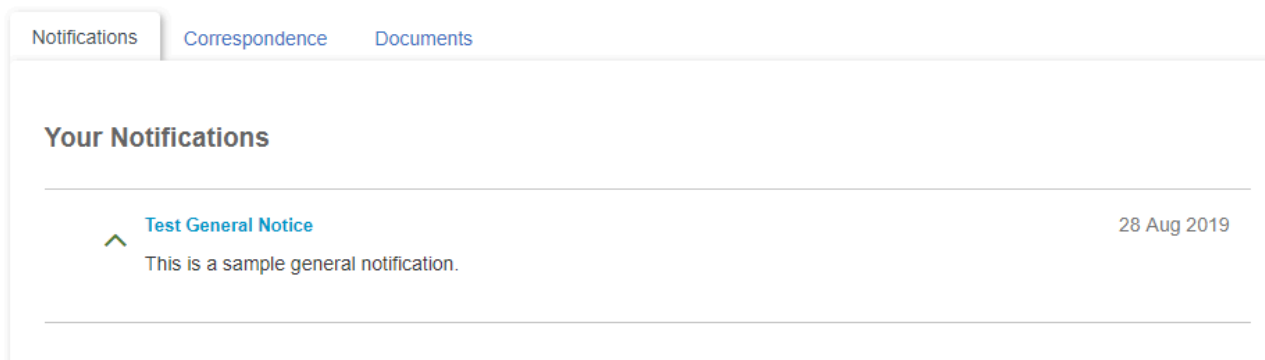 Notifications Correspondence Documents
Your Notifications
Test General Notice 28 Aug 2019
This is a sample general notification.